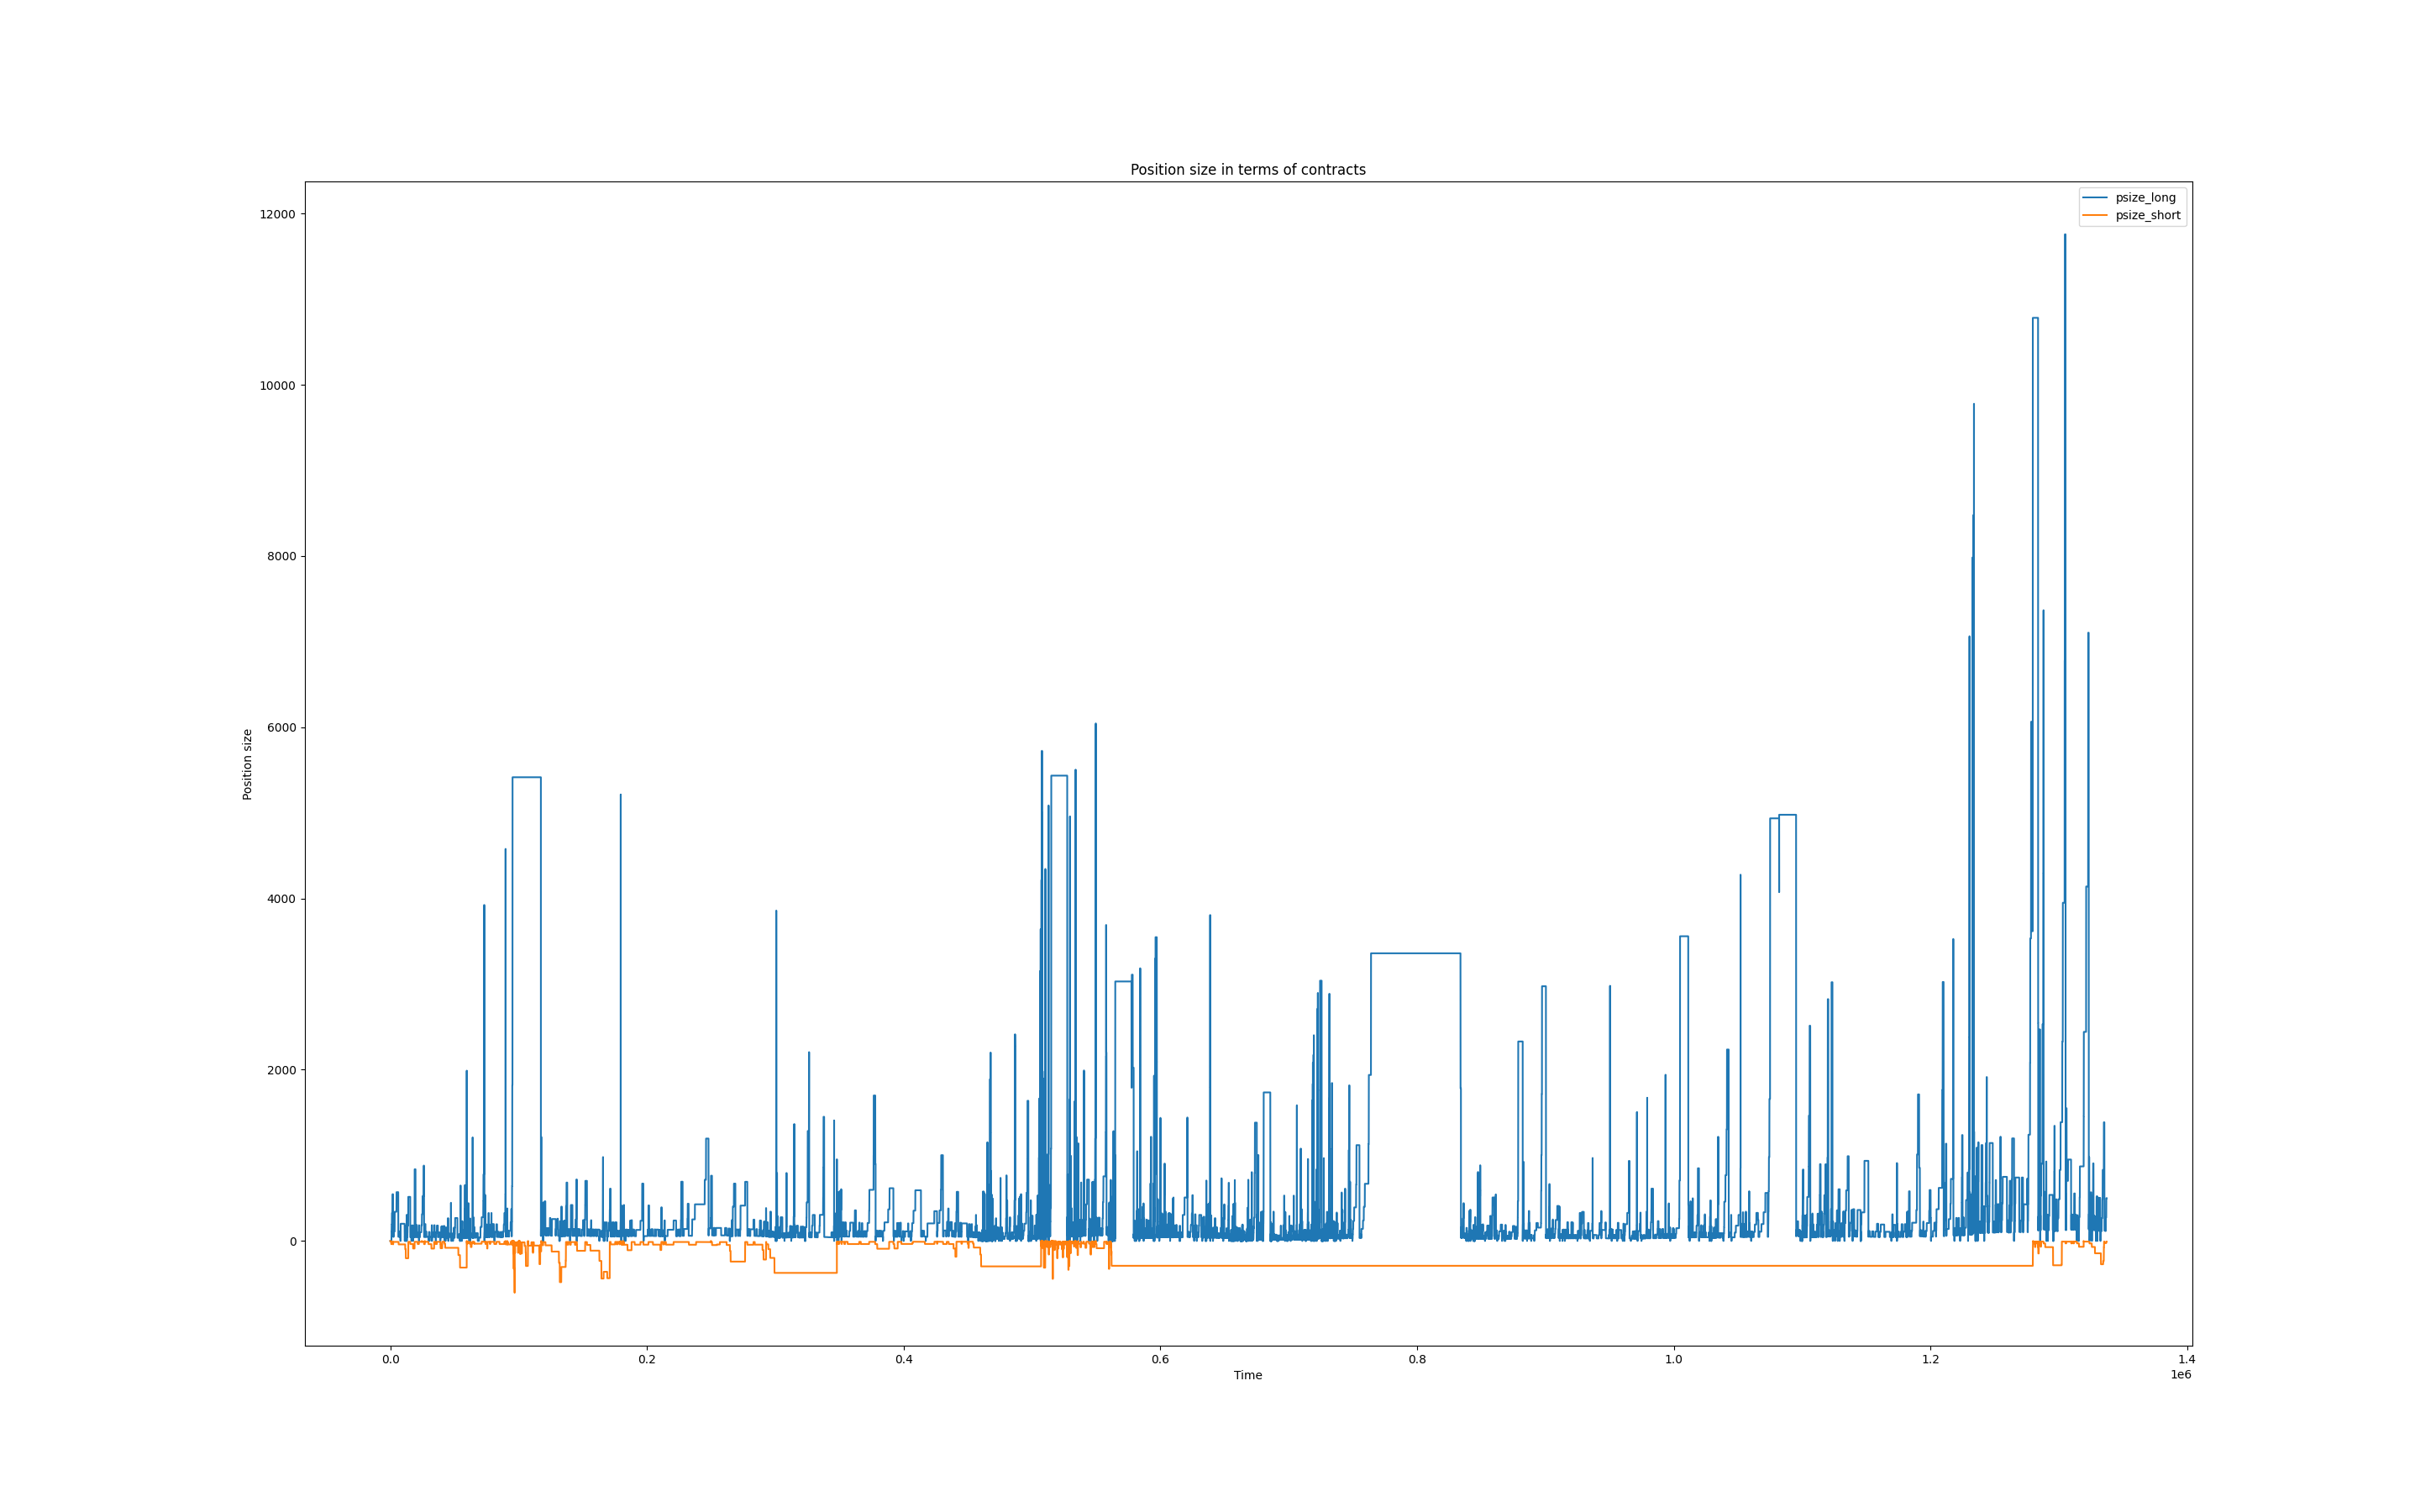 Position size in terms of contracts
psize_long
psize_short
12000
10000
8000
6000
4000
2000
0
Position size
0.0 0.2 0.4 0.6 0.8 1.0 1.2 1.4
1e6
Time